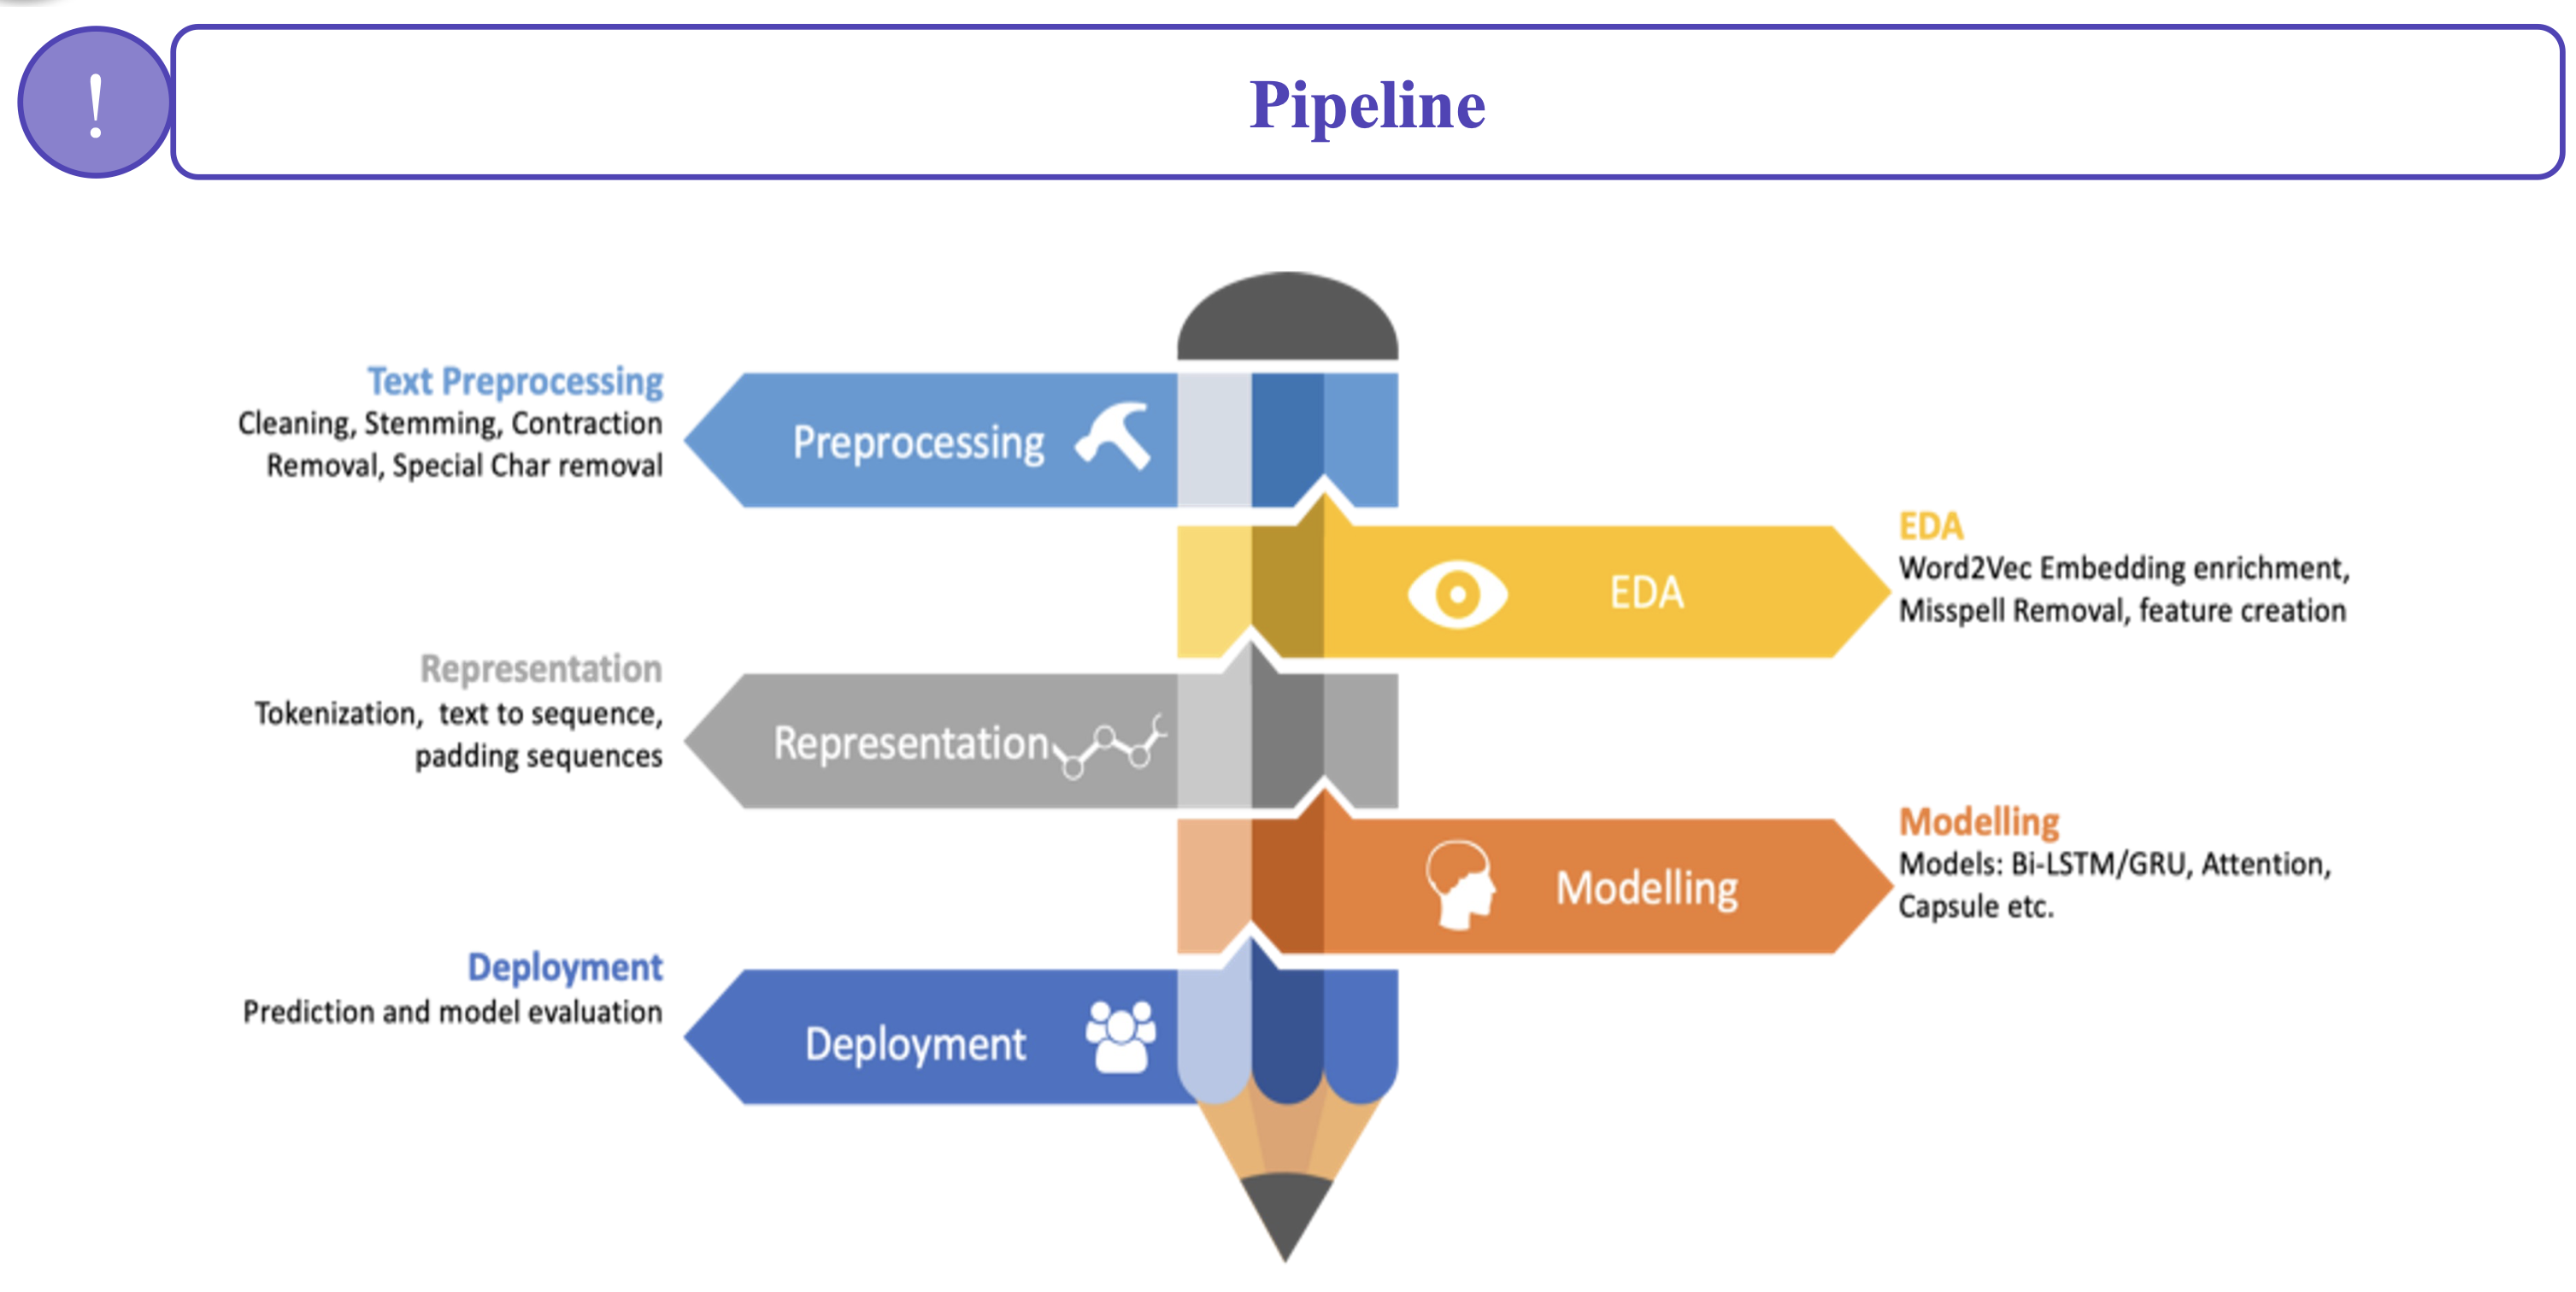 !
Pipeline
Text Preprocessing
Cleaning, Stemming, Contraction
Removal, Special Char removal
Preprocessing
EDA
EDA
Word2Vec Embedding enrichment,
Misspell Removal, feature creation
Representation
Tokenization,  text to sequence,
padding sequences
Representation
Modelling
Modelling
Models: Bi-LSTM/GRU, Attention,
Capsule etc.
Deployment
Prediction and model evaluation
Deployment